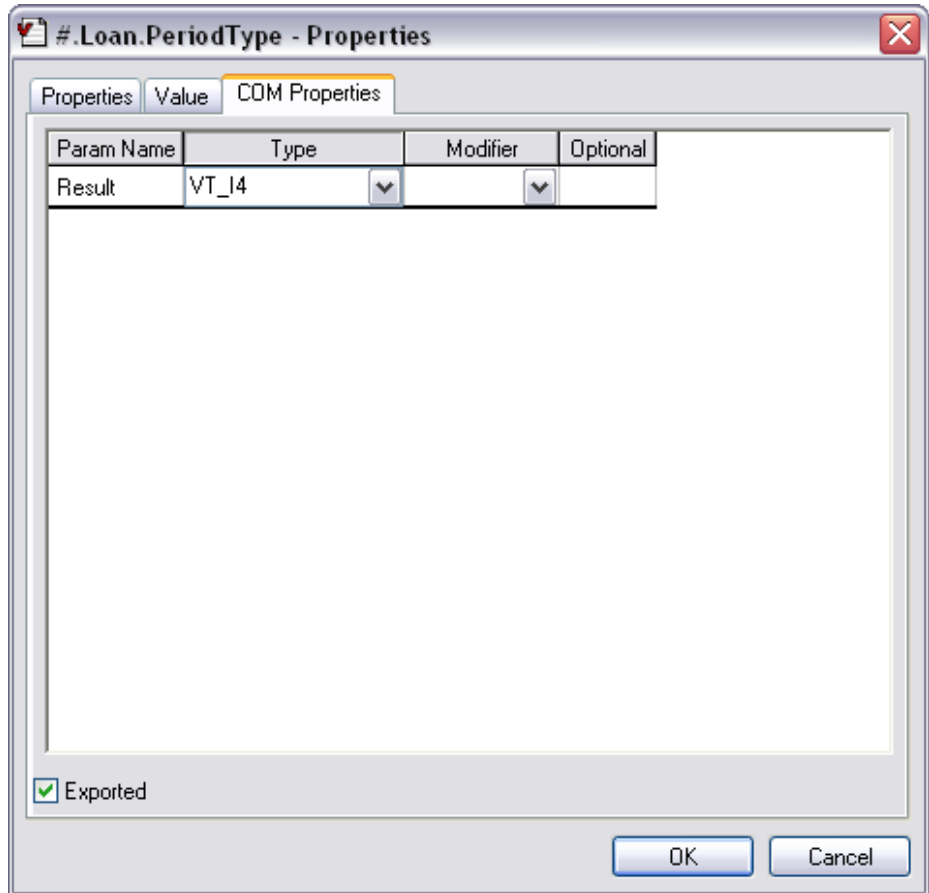 #.Loan.PeriodType - Properties
Properties Value COM Properties
Param Name Type Modifier Optional
Result VT_I4
Exported
OK Cancel